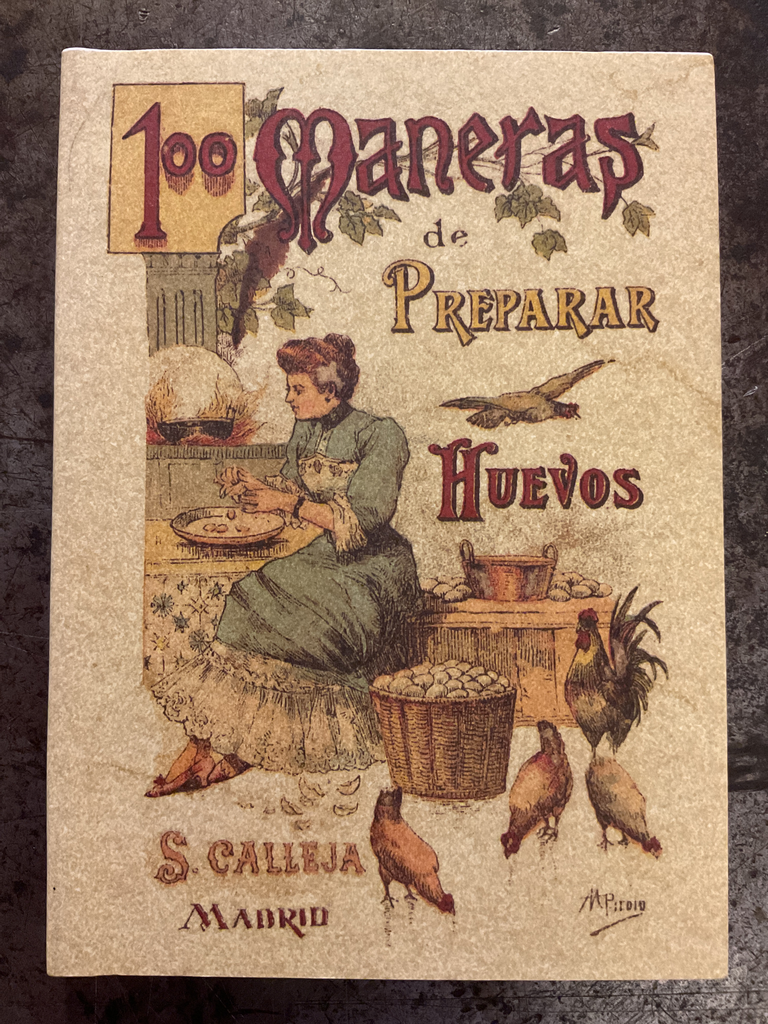 100 Maneras
de
Preparar
Huevos
S. Calleja
Madrid